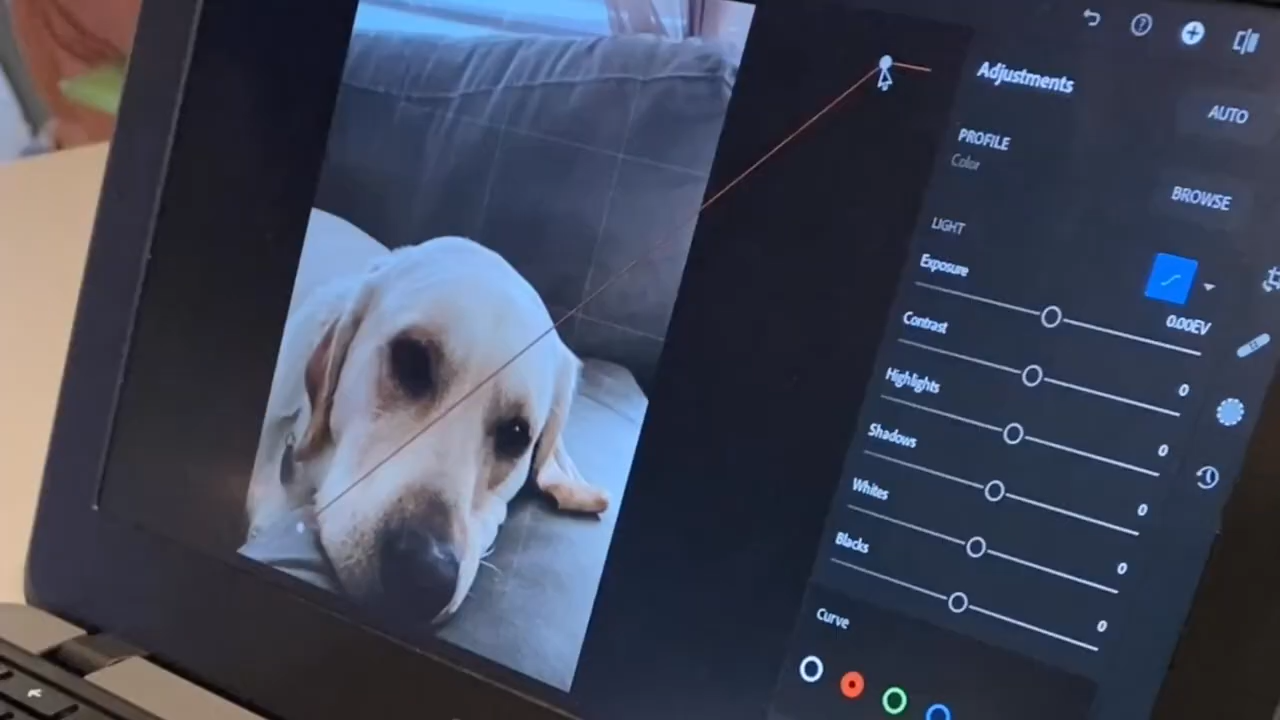 Adjustments
AUTO
PROFILE
Color
BROWSE
LIGHT
Exposure
0.00EV
Contrast
0
Highlights
0
Shadows
0
Whites
0
Blacks
0
Curve